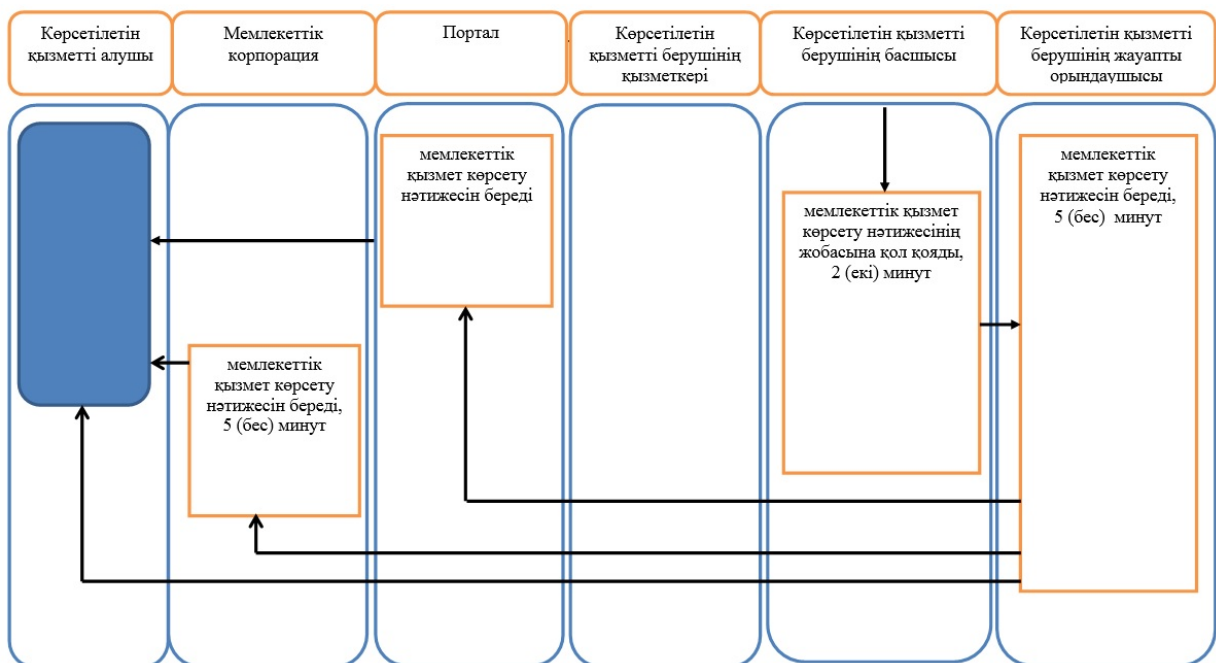 Көрсетілетін
қызметті алушы
Мемлекеттік
корпорация
Портал
Көрсетілетін
қызметті берушінің
қызметкері
Көрсетілетін қызметті
берушінің басшысы
Көрсетілетін қызметті
берушінің жауапты
орындаушысы
мемлекеттік
қызмет көрсету
нәтижесін береді
мемлекеттік қызмет
көрсету нәтижесінің
жобасына қол қояды,
2 (екі) минут
мемлекеттік
қызмет көрсету
нәтижесін береді,
5 (бес) минут
мемлекеттік
қызмет көрсету
нәтижесін береді,
5 (бес) минут